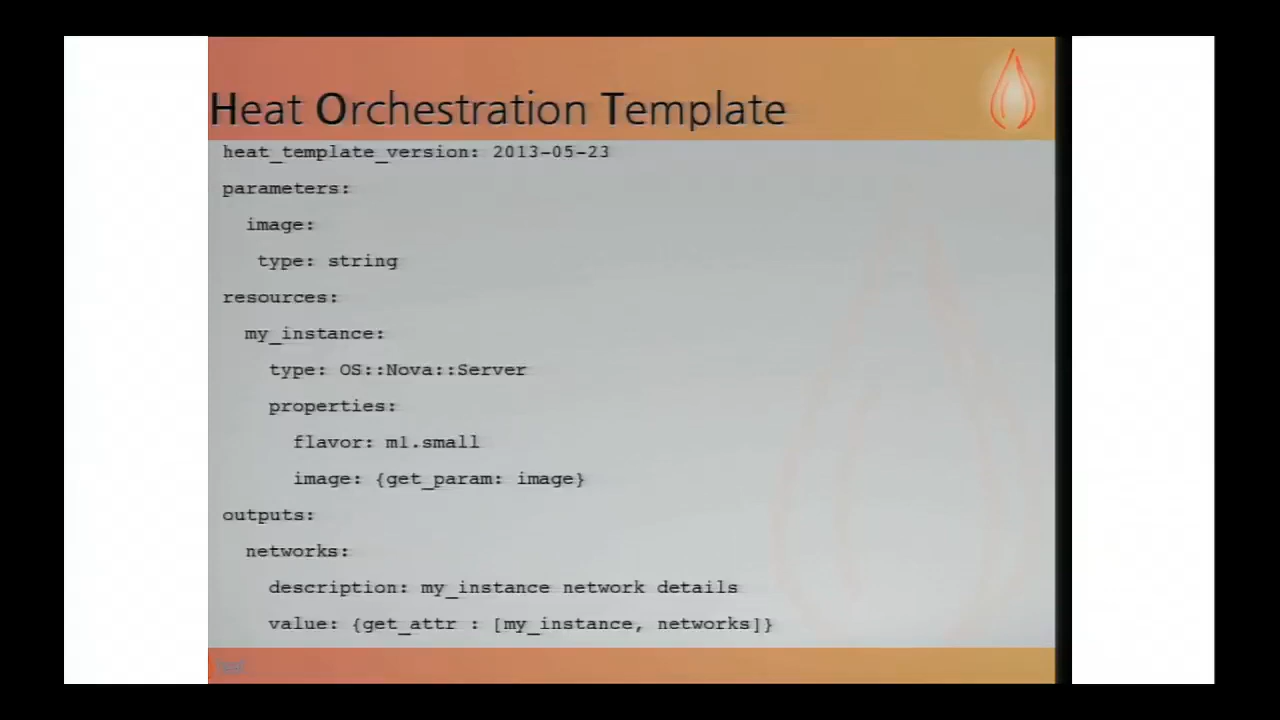 Heat Orchestration Template
heat_template_version: 2013-05-23
parameters:
image:
type: string
resources:
my_instance:
type: OS::Nova::Server
properties:
flavor: m1.small
image: {get_param: image}
outputs:
networks:
description: my_instance network details
value: {get_attr : [my_instance, networks]}